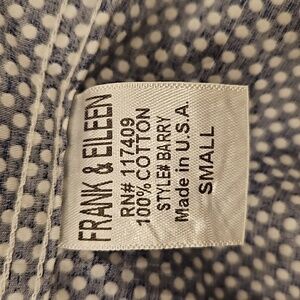 FRANK & EILEEN
RN# 117409
100% COTTON
STYLE# BARRY
Made in U.S.A.
SMALL